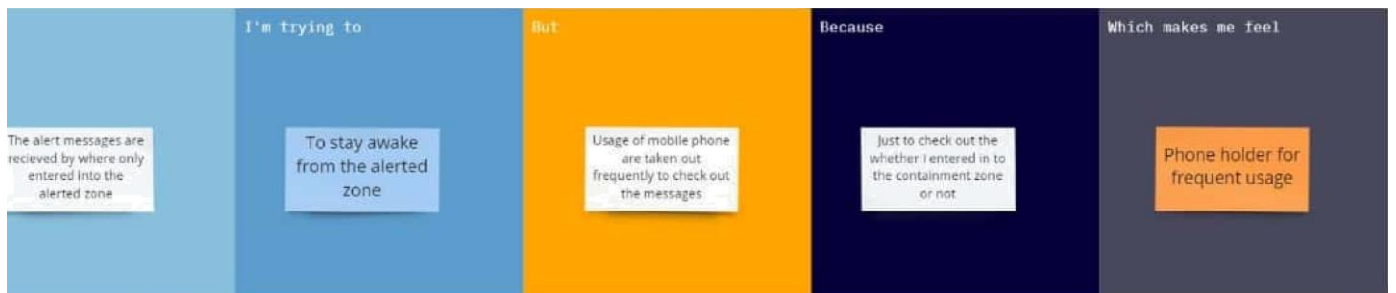 I'm trying to
But
Because
Which makes me feel
The alert messages are
recieved by where only
entered into the
alerted zone
To stay awake
from the alerted
zone
Usage of mobile phone
are taken out
frequently to check out
the messages
Just to check out the
whether I entered in to
the containment zone
or not
Phone holder for
frequent usage